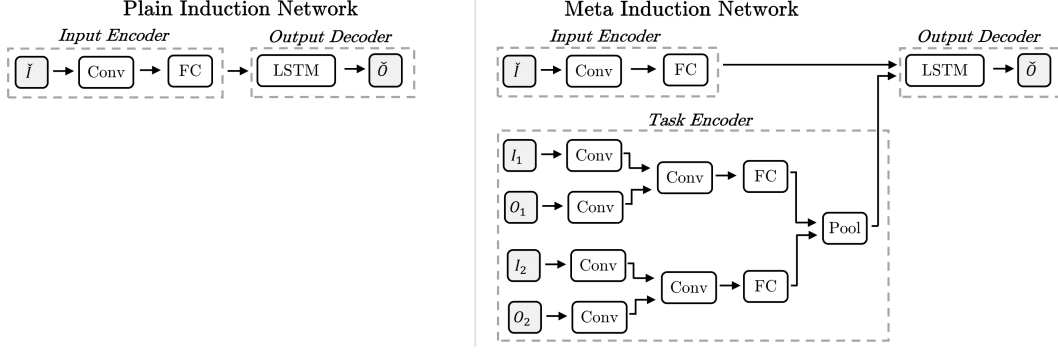 Plain Induction Network
Input Encoder
Output Decoder
Ǐ
Conv
FC
LSTM
Ǒ
Meta Induction Network
Input Encoder
Output Decoder
Ǐ
Conv
FC
LSTM
Ǒ
Task Encoder
I₁
Conv
Conv
FC
O₁
Conv
Pool
I₂
Conv
Conv
FC
O₂
Conv